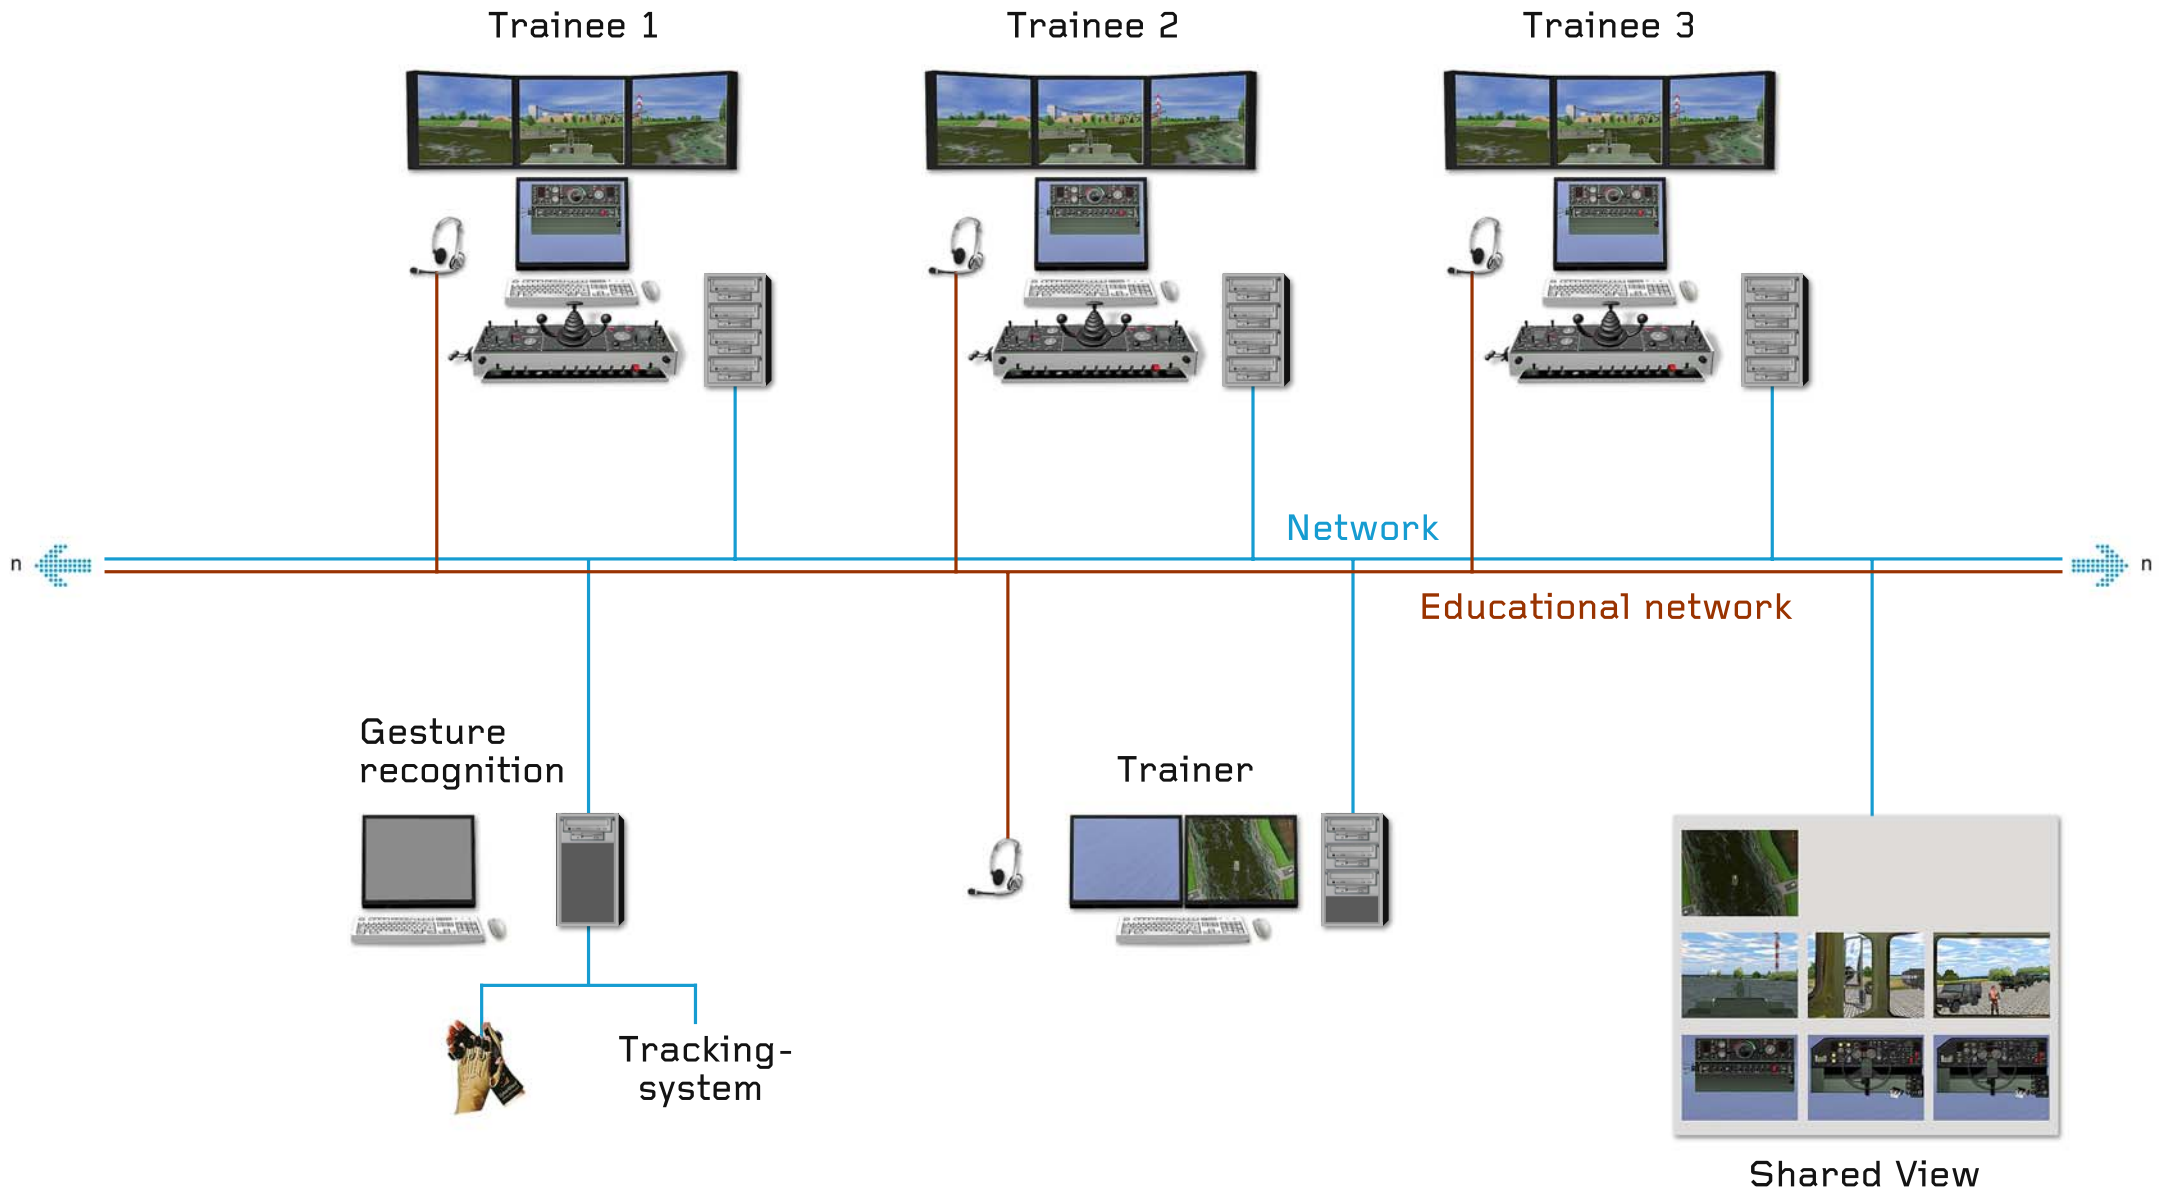 Trainee 1
Trainee 2
Trainee 3
Network
n
n
Educational network
Gesture
recognition
Trainer
Tracking-
system
Shared View